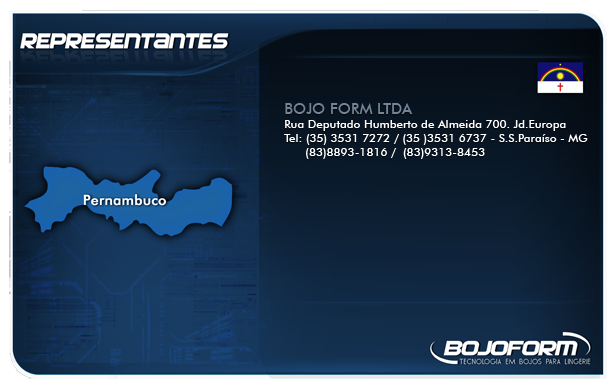 REPRESENTANTES
BOJO FORM LTDA
Rua Deputado Humberto de Almeida 700. Jd.Europa
Tel: (35) 3531 7272 / (35 )3531 6737 - S.S.Paraíso - MG
(83)8893-1816 / (83)9313-8453
Pernambuco
BOJOFORM
TECNOLOGIA EM BOJOS PARA LINGERIE